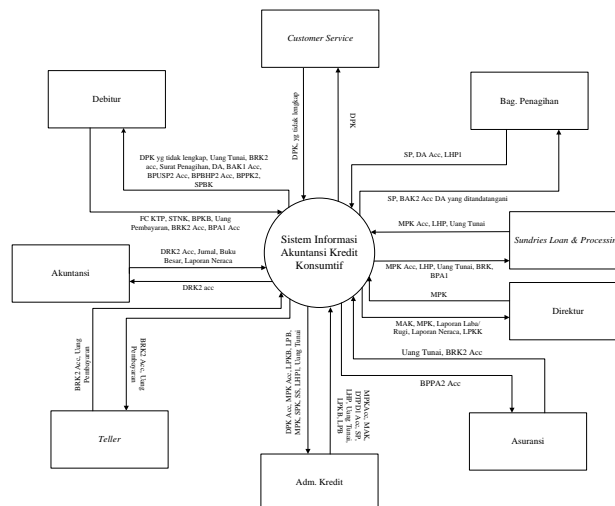 Customer Service
Debitur
Bag. Penagihan
DPK, yg tidak lengkap
DPK
DPK yg tidak lengkap, Uang Tunai, BRK2
acc, Surat Penagihan, DA, BAK1 Acc,
BPUSP2 Acc, BPBHP2 Acc, BPPK2,
SPBK
SP, DA Acc, LHP1
SP, BAK2 Acc DA yang ditandatangani
FC KTP, STNK, BPKB, Uang
Pembayaran, BRK2 Acc, BPA1 Acc
Sistem Informasi
Akuntansi Kredit
Konsumtif
MPK Acc, LHP, Uang Tunai
Sundries Loan & Processing
MPK Acc, LHP, Uang Tunai, BRK,
BPA1
Akuntansi
DRK2 Acc, Jurnal, Buku
Besar, Laporan Neraca
DRK2 acc
MPK
Direktur
MAK, MPK, Laporan Laba/
Rugi, Laporan Neraca, LPKK
Uang Tunai, BRK2 Acc
BPPA2 Acc
Asuransi
BRK2 Acc, Uang
Pembayaran
BRK2 Acc, Uang
Pembayaran
Teller
DPK Acc, MPK Acc, LPKB, LPB,
MPK, SPK, SS, LHP1, Uang Tunai
MPKAcc, MAK,
DTPD1 Acc, SP,
LHP, Uang Tunai,
LPKB, LPB
Adm. Kredit